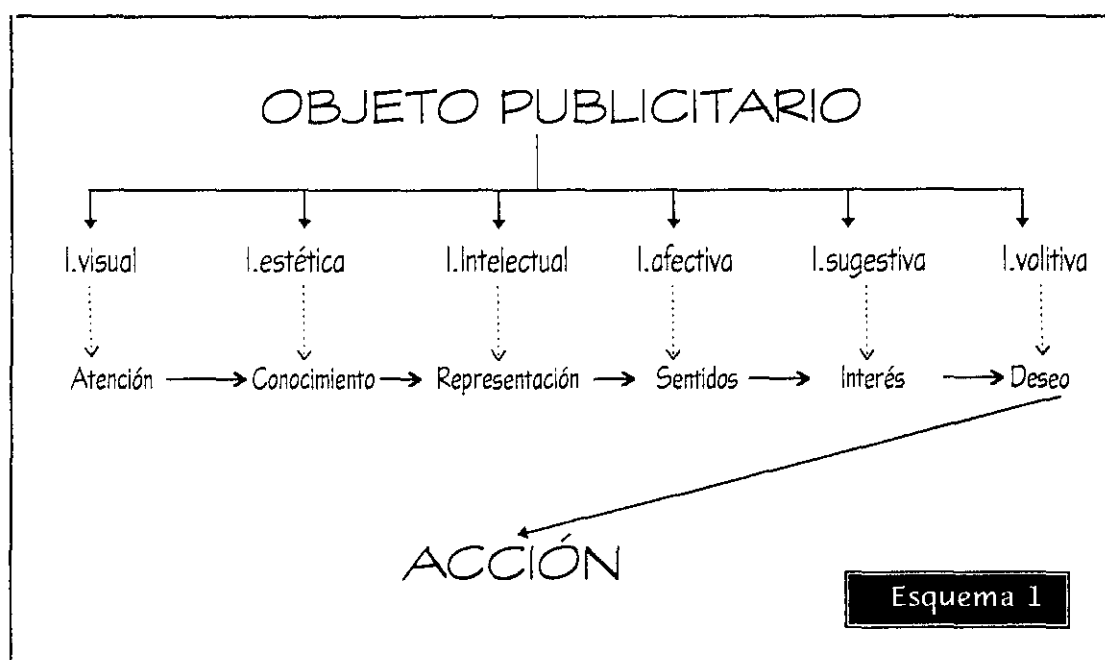 OBJETO PUBLICITARIO
I.visual I.estética I.Intelectual I.afectiva I.sugestiva I.volitiva
Atención Conocimiento Representación Sentidos Interés Deseo
ACCIÓN
Esquema 1